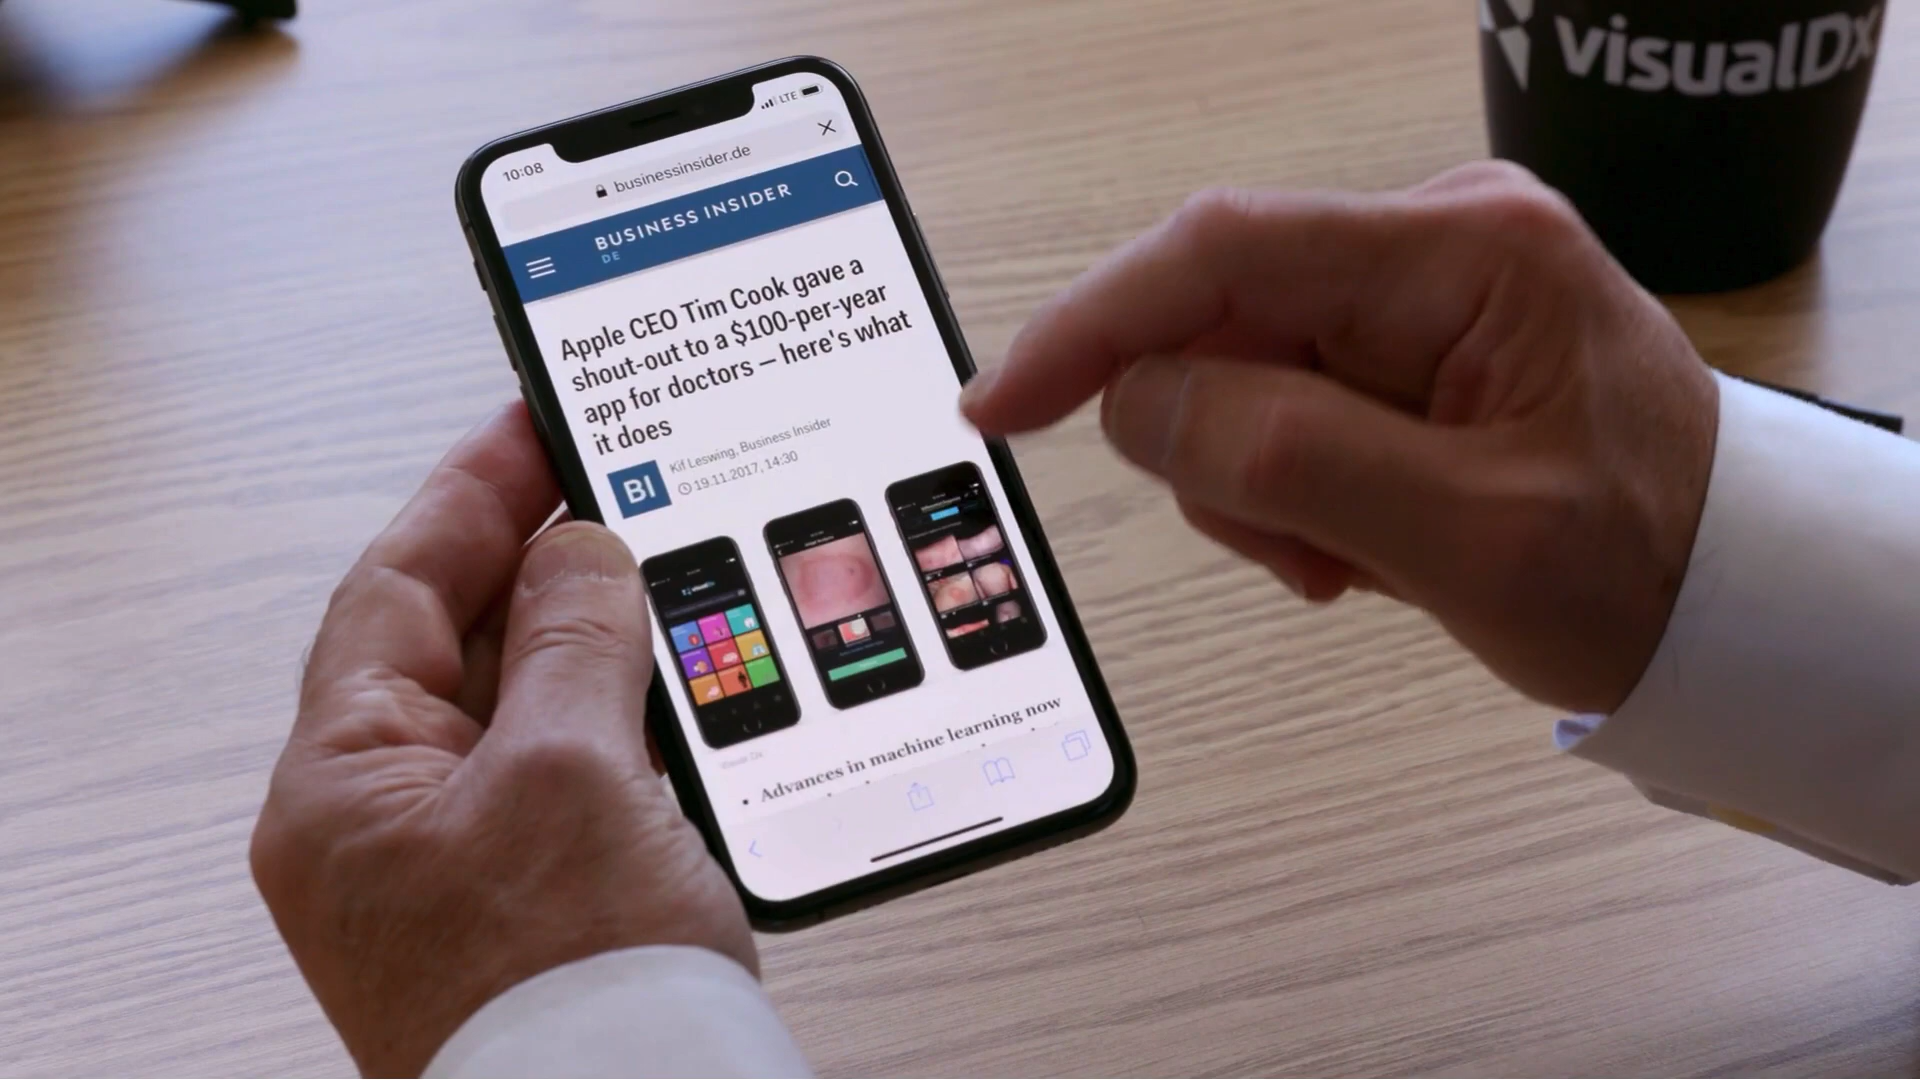 visualDx
10:08
LTE
businessinsider.de
BUSINESS INSIDER
DE
Apple CEO Tim Cook gave a
shout-out to a $100-per-year
app for doctors – here's what
it does
BI
Kif Leswing, Business Insider
19.11.2017, 14:30
visualDx
Advances in machine learning now